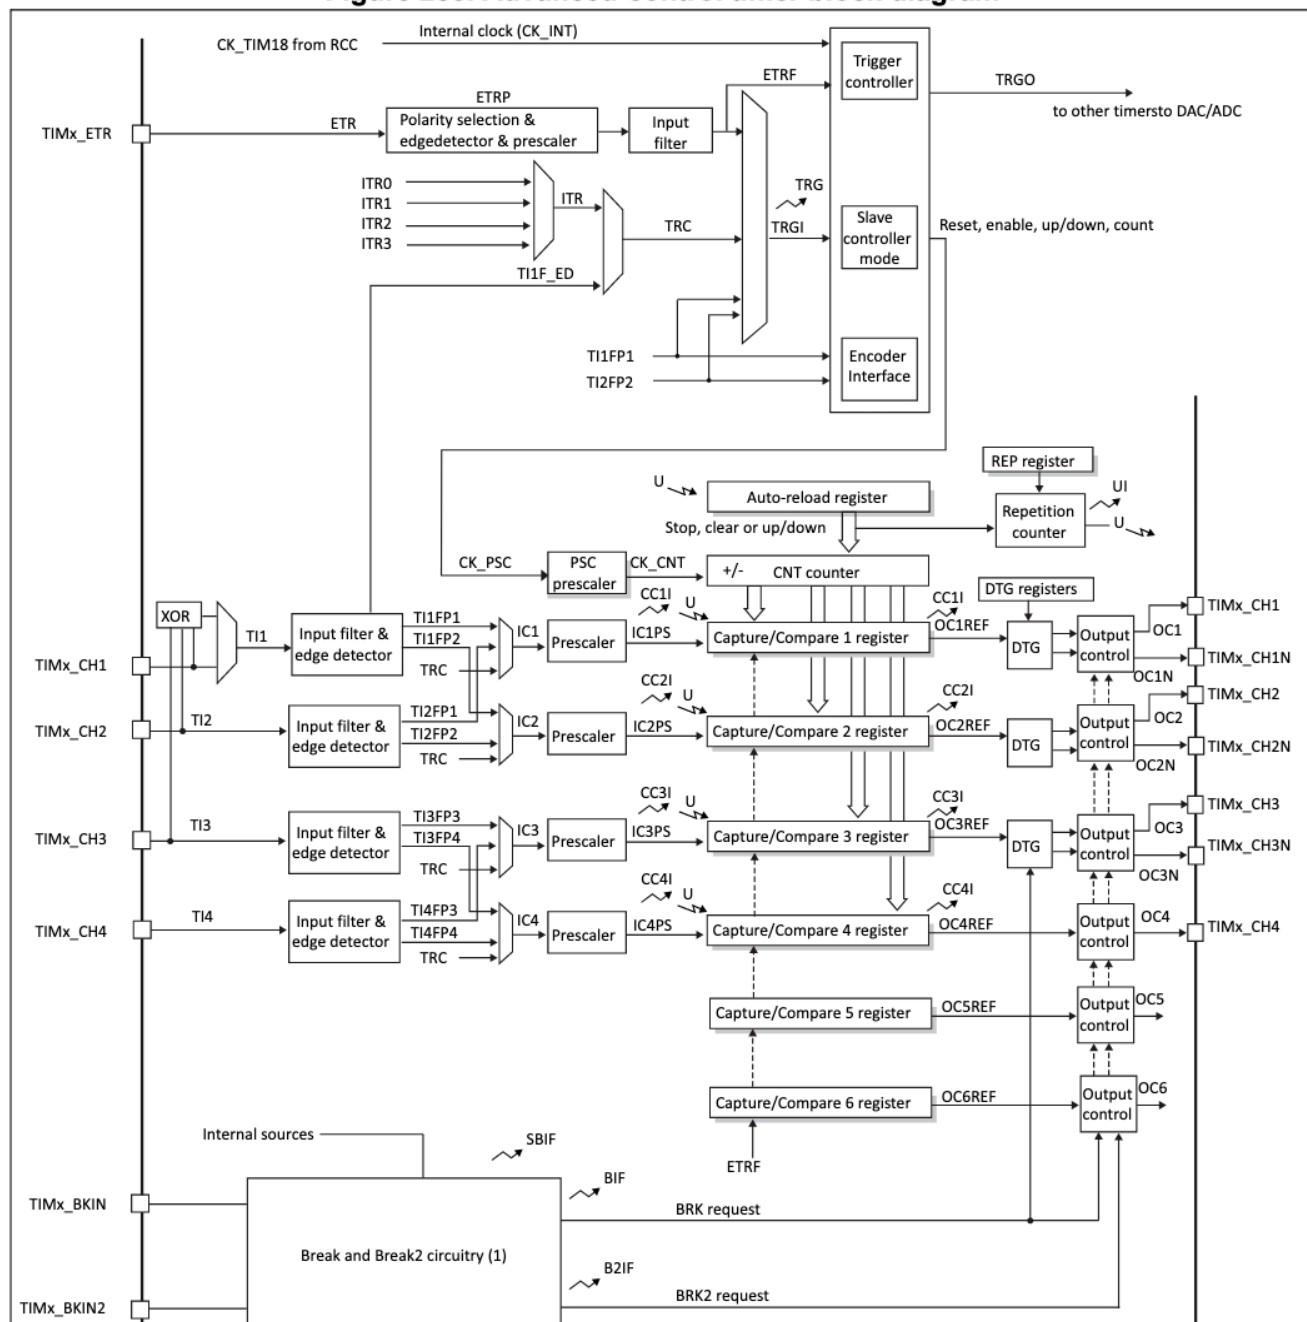 CK_TIM18 from RCC
Internal clock (CK_INT)
Trigger
controller
ETRF
TRGO
to other timersto DAC/ADC
ETRP
TIMx_ETR
ETR
Polarity selection &
edgedetector & prescaler
Input
filter
ITR0
ITR1
ITR2
ITR3
ITR
TRC
TI1F_ED
TRG
TRGI
Slave
controller
mode
Reset, enable, up/down, count
TI1FP1
TI2FP2
Encoder
Interface
REP register
U
Auto-reload register
Repetition
counter
UI
U
Stop, clear or up/down
CK_PSC
PSC
prescaler
CK_CNT
+/-
CNT counter
DTG registers
XOR
TI1
TIMx_CH1
Input filter &
edge detector
TI1FP1
TI1FP2
TRC
IC1
Prescaler
IC1PS
CC1I
U
Capture/Compare 1 register
CC1I
OC1REF
DTG
Output
control
OC1
OC1N
TIMx_CH1
TIMx_CH1N
TIMx_CH2
TI2
Input filter &
edge detector
TI2FP1
TI2FP2
TRC
IC2
Prescaler
IC2PS
CC2I
U
Capture/Compare 2 register
CC2I
OC2REF
DTG
Output
control
OC2
OC2N
TIMx_CH2
TIMx_CH2N
TIMx_CH3
TI3
Input filter &
edge detector
TI3FP3
TI3FP4
TRC
IC3
Prescaler
IC3PS
CC3I
U
Capture/Compare 3 register
CC3I
OC3REF
DTG
Output
control
OC3
OC3N
TIMx_CH3
TIMx_CH3N
TIMx_CH4
TI4
Input filter &
edge detector
TI4FP3
TI4FP4
TRC
IC4
Prescaler
IC4PS
CC4I
U
Capture/Compare 4 register
CC4I
OC4REF
Output
control
OC4
TIMx_CH4
Capture/Compare 5 register
OC5REF
Output
control
OC5
Capture/Compare 6 register
OC6REF
Output
control
OC6
ETRF
Internal sources
SBIF
TIMx_BKIN
BIF
BRK request
Break and Break2 circuitry (1)
B2IF
BRK2 request
TIMx_BKIN2